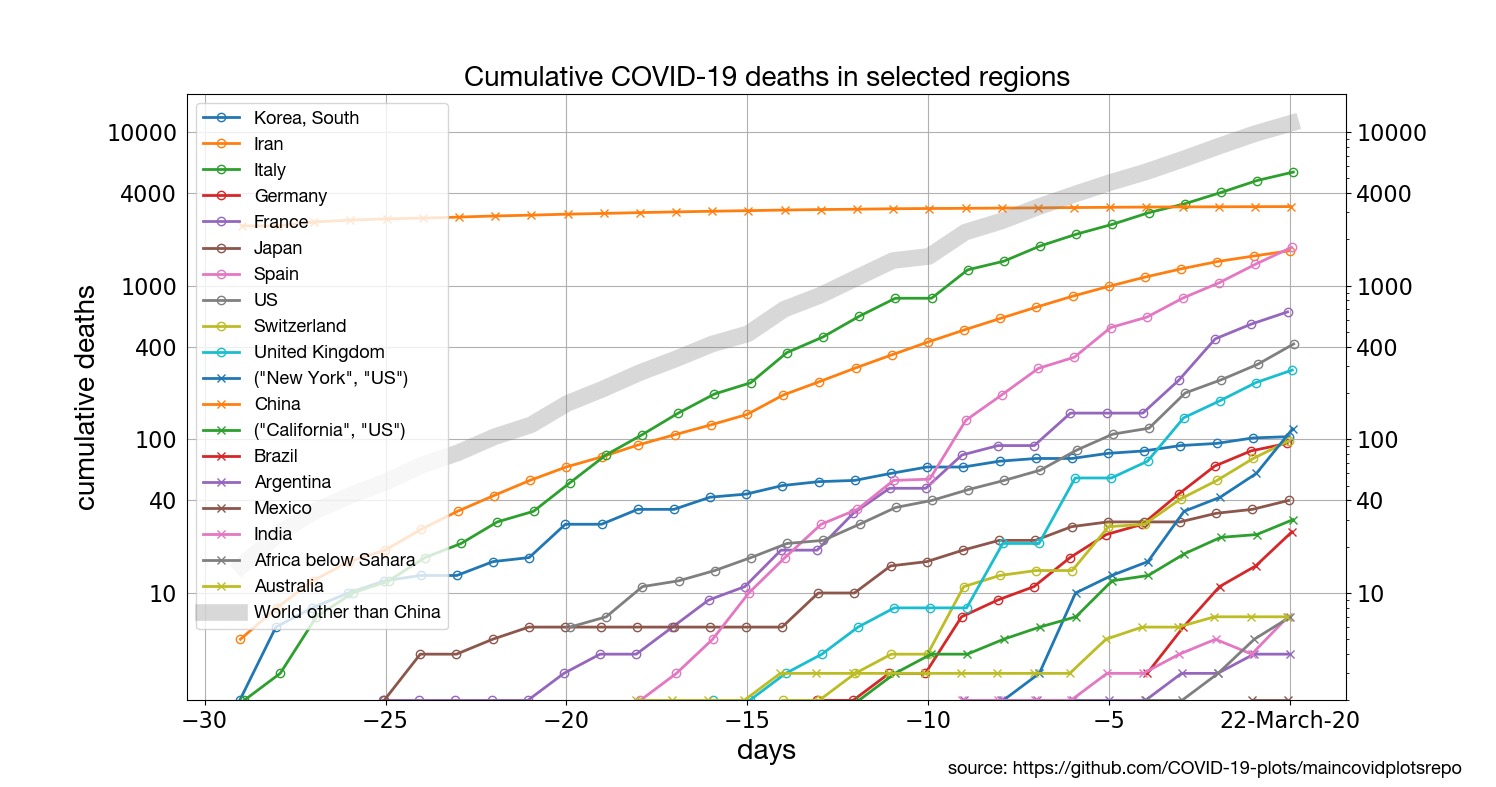 Cumulative COVID-19 deaths in selected regions
cumulative deaths
10000
4000
1000
400
100
40
10
Korea, South
Iran
Italy
Germany
France
Japan
Spain
US
Switzerland
United Kingdom
("New York", "US")
China
("California", "US")
Brazil
Argentina
Mexico
India
Africa below Sahara
Australia
World other than China
10000
4000
1000
400
100
40
10
−30 −25 −20 −15 −10 −5 22-March-20
days
source: https://github.com/COVID-19-plots/maincovidplotsrepo